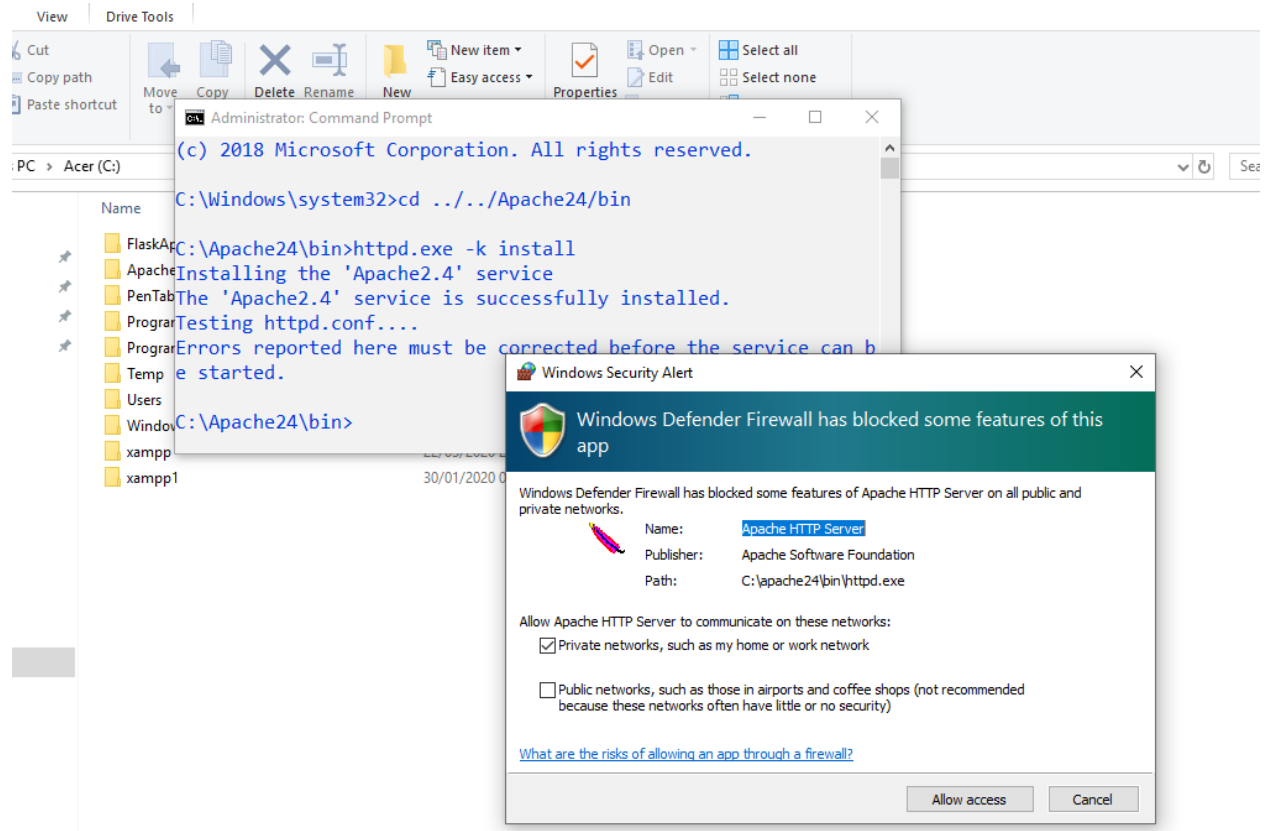 View Drive Tools
Cut
Copy path
Paste shortcut
Move
to
Copy
Delete Rename
New
New item
Easy access
Properties
Open
Edit
Select all
Select none
PC > Acer (C:)
Name
Administrator: Command Prompt
(c) 2018 Microsoft Corporation. All rights reserved.
C:\Windows\system32>cd ../../Apache24/bin
C:\Apache24\bin>httpd.exe -k install
Installing the 'Apache2.4' service
The 'Apache2.4' service is successfully installed.
Testing httpd.conf....
Errors reported here must be corrected before the service can b
e started.
C:\Apache24\bin>
Temp
Users
xampp
xampp1
30/01/2020 0
Windows Security Alert
Windows Defender Firewall has blocked some features of this
app
Windows Defender Firewall has blocked some features of Apache HTTP Server on all public and
private networks.
Name: Apache HTTP Server
Publisher: Apache Software Foundation
Path: C:\apache24\bin\httpd.exe
Allow Apache HTTP Server to communicate on these networks:
Private networks, such as my home or work network
Public networks, such as those in airports and coffee shops (not recommended
because these networks often have little or no security)
What are the risks of allowing an app through a firewall?
Allow access Cancel